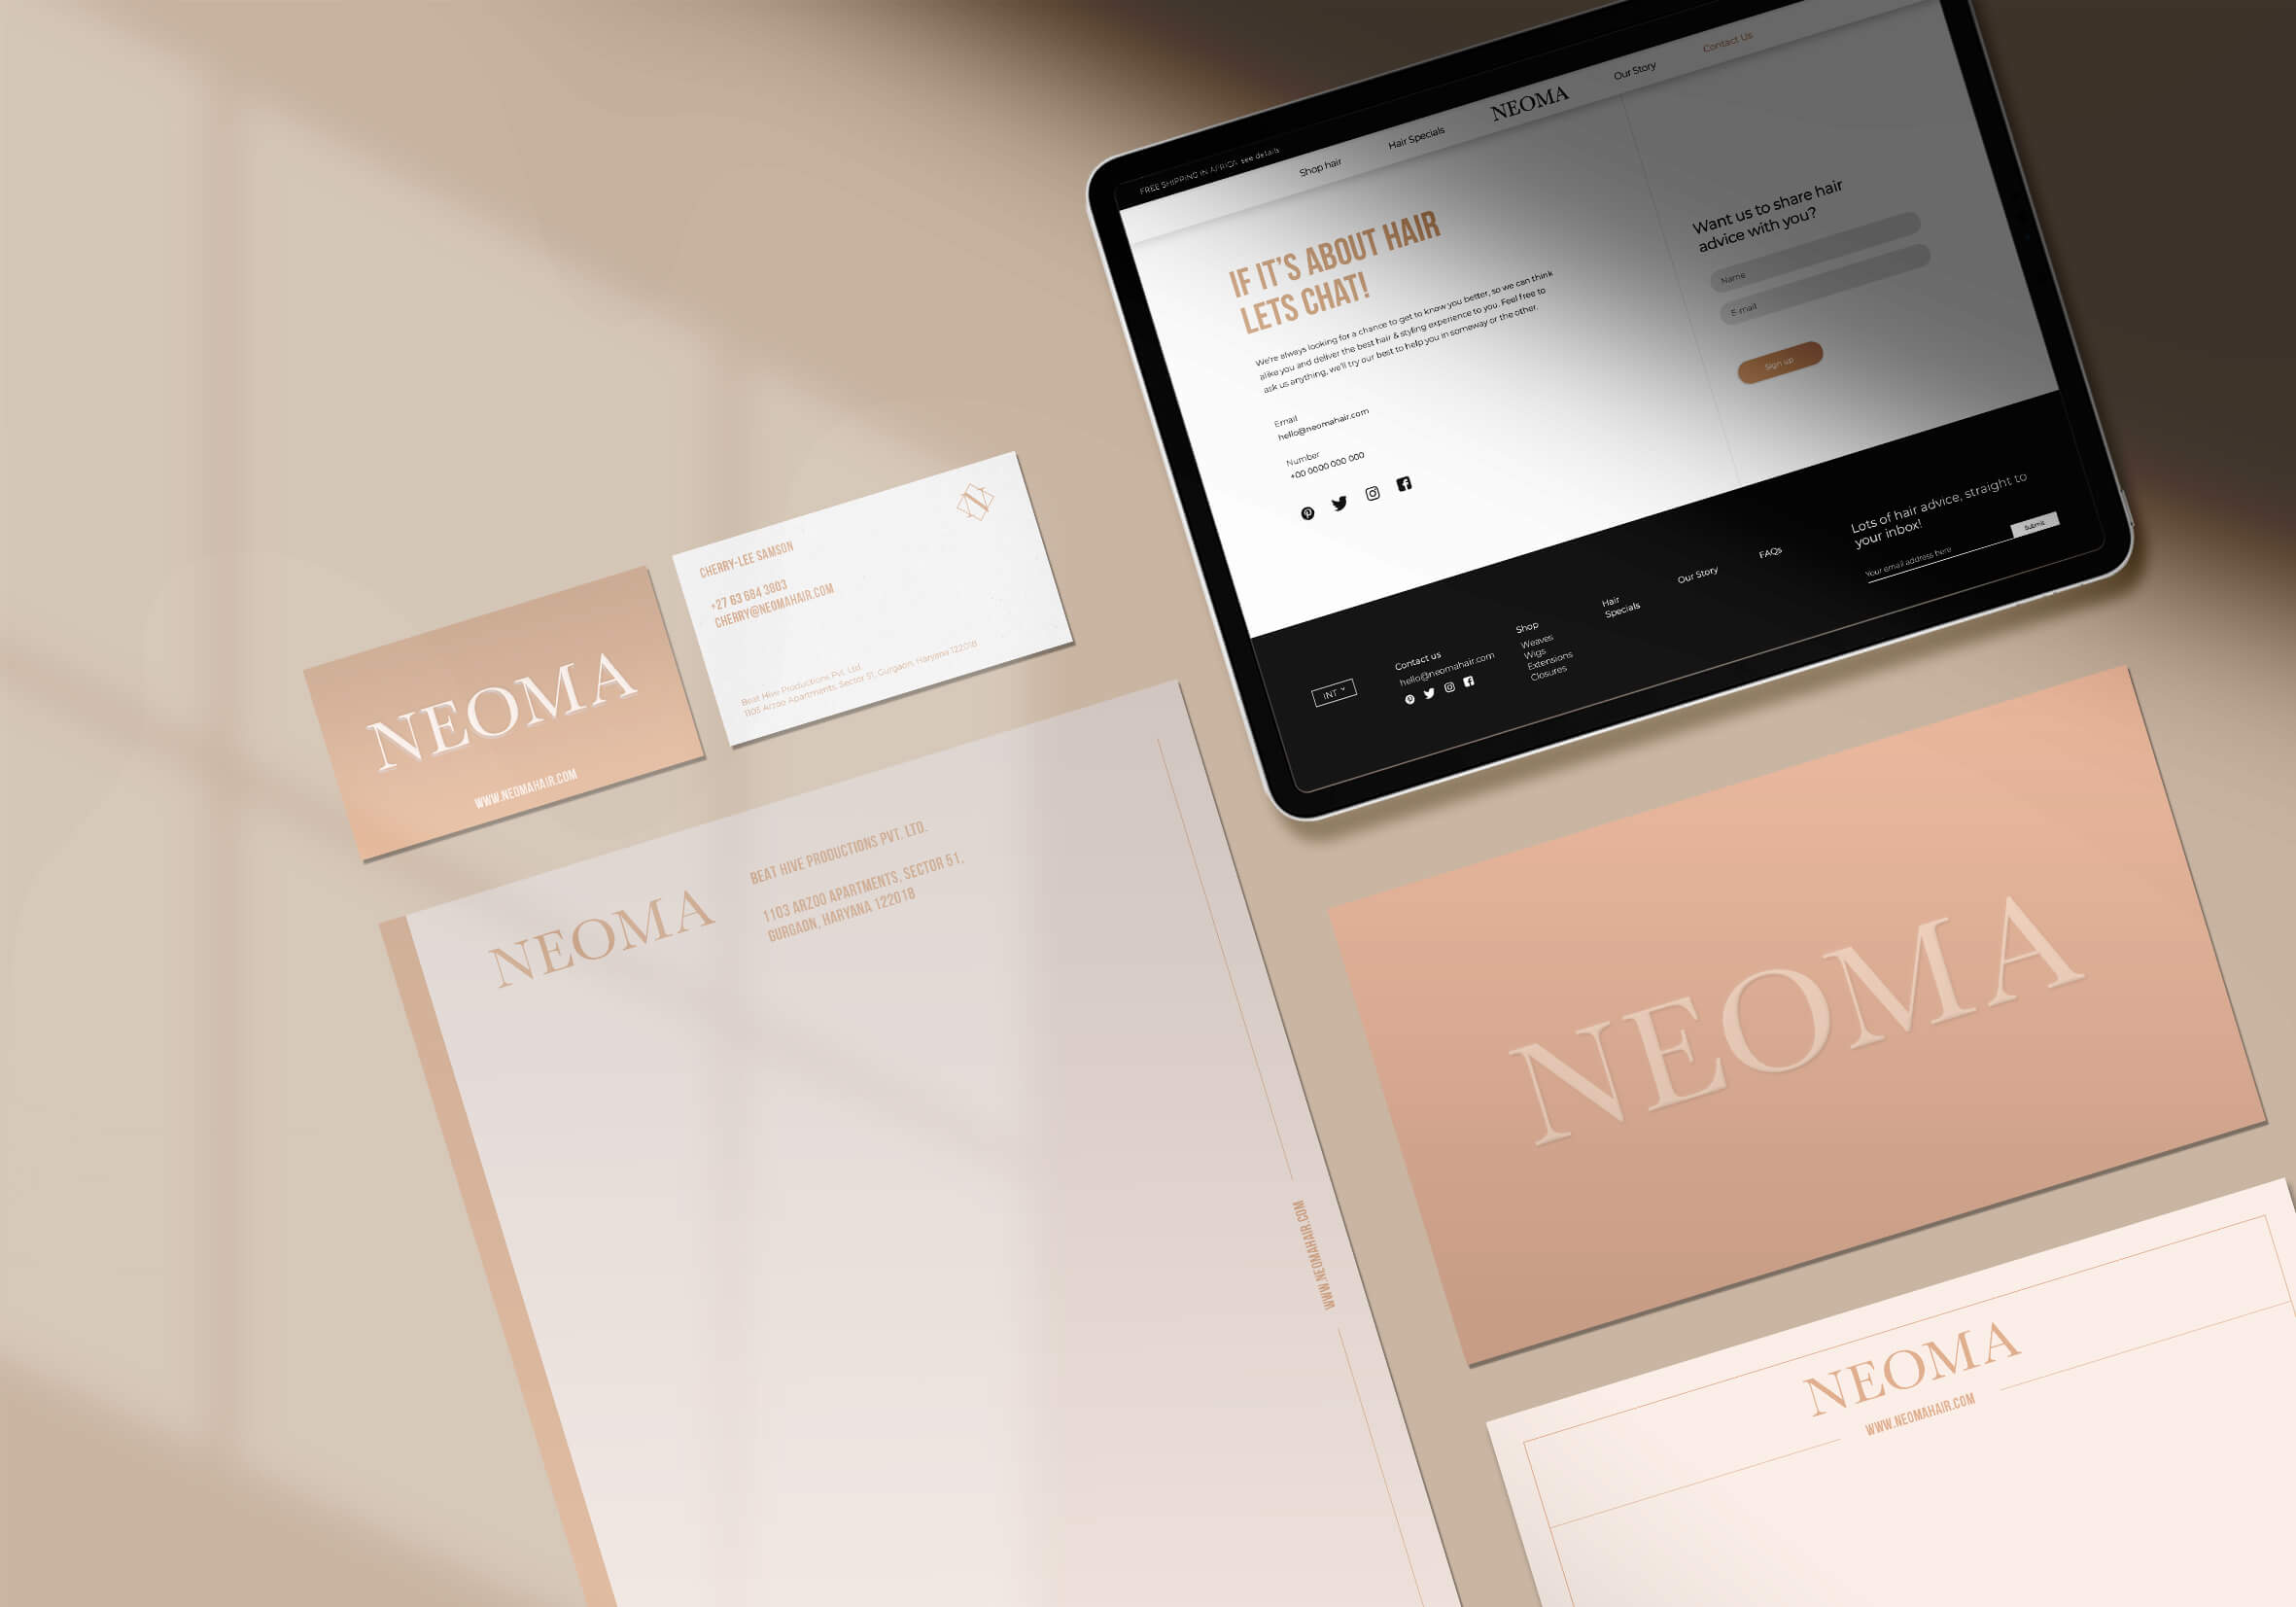 FREE SHIPPING IN AFRICA see details
Shop hair
Hair Specials
NEOMA
Our Story
Contact Us
IF IT'S ABOUT HAIR
LETS CHAT!
We're always looking for a chance to get to know you better, so we can think
alike you and deliver the best hair & styling experience to you. Feel free to
ask us anything, we'll try our best to help you in someway or the other.
Email
hello@neomahair.com
Number
+00 0000 000 000
Want us to share hair
advice with you?
Name
E-mail
Sign up
INT
Contact us
hello@neomahair.com
Shop
Weaves
Wigs
Extensions
Closures
Hair
Specials
Our Story
FAQs
Lots of hair advice, straight to
your inbox!
Your email address here
Submit
NEOMA
WWW.NEOMAHAIR.COM
N
CHERRY-LEE SAMSON
+27 63 684 3803
CHERRY@NEOMAHAIR.COM
Beat Hive Productions Pvt. Ltd
1103 Arzoo Apartments, Sector 51, Gurgaon, Haryana 122018
NEOMA
BEAT HIVE PRODUCTIONS PVT. LTD.
1103 ARZOO APARTMENTS, SECTOR 51,
GURGAON, HARYANA 122018
WWW.NEOMAHAIR.COM
NEOMA
NEOMA
WWW.NEOMAHAIR.COM